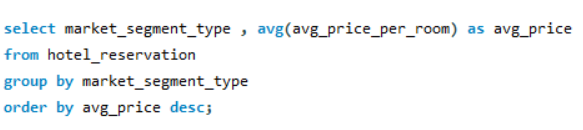 select market_segment_type , avg(avg_price_per_room) as avg_price
from hotel_reservation
group by market_segment_type
order by avg_price desc;